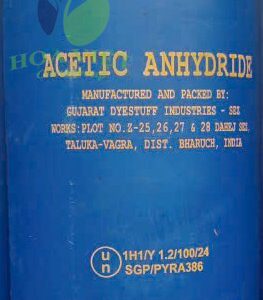 ACETIC ANHYDRIDE
MANUFACTURED AND PACKED BY:
GUJARAT DYESTUFF INDUSTRIES - SEZ
WORKS:PLOT NO.Z-25,26,27 & 28 DAHEJ SEZ.
TALUKA-VAGRA, DIST. BHARUCH, INDIA
un 1H1/Y 1.2/100/24
SGP/PYRA386